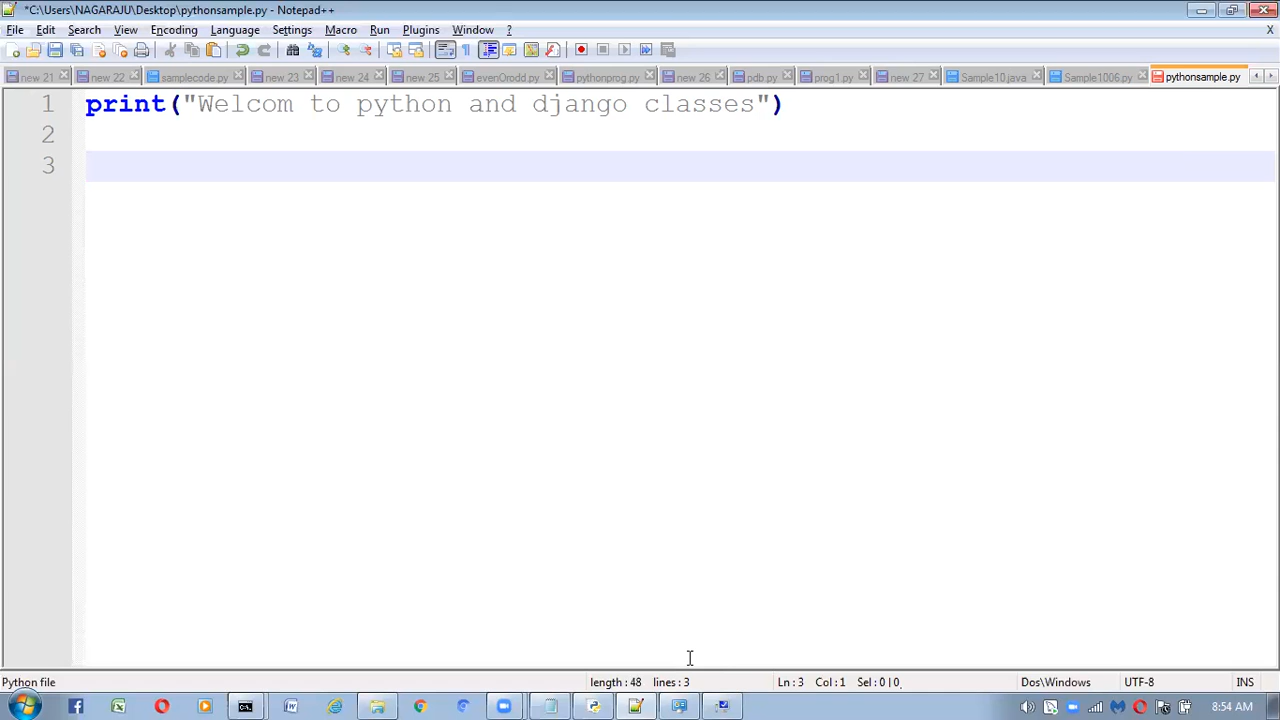 *C:\Users\NAGARAJU\Desktop\pythonsample.py - Notepad++
File Edit Search View Encoding Language Settings Macro Run Plugins Window ? X
new 21 new 22 samplecode.py new 23 new 24 new 25 evenOrodd.py pythonprog.py new 26 pdb.py prog1.py new 27 Sample10.java Sample1006.py pythonsample.py
1 print("Welcom to python and django classes")
2
3
Python file length : 48 lines : 3 Ln : 3 Col : 1 Sel : 0 | 0 Dos\Windows UTF-8 INS
8:54 AM